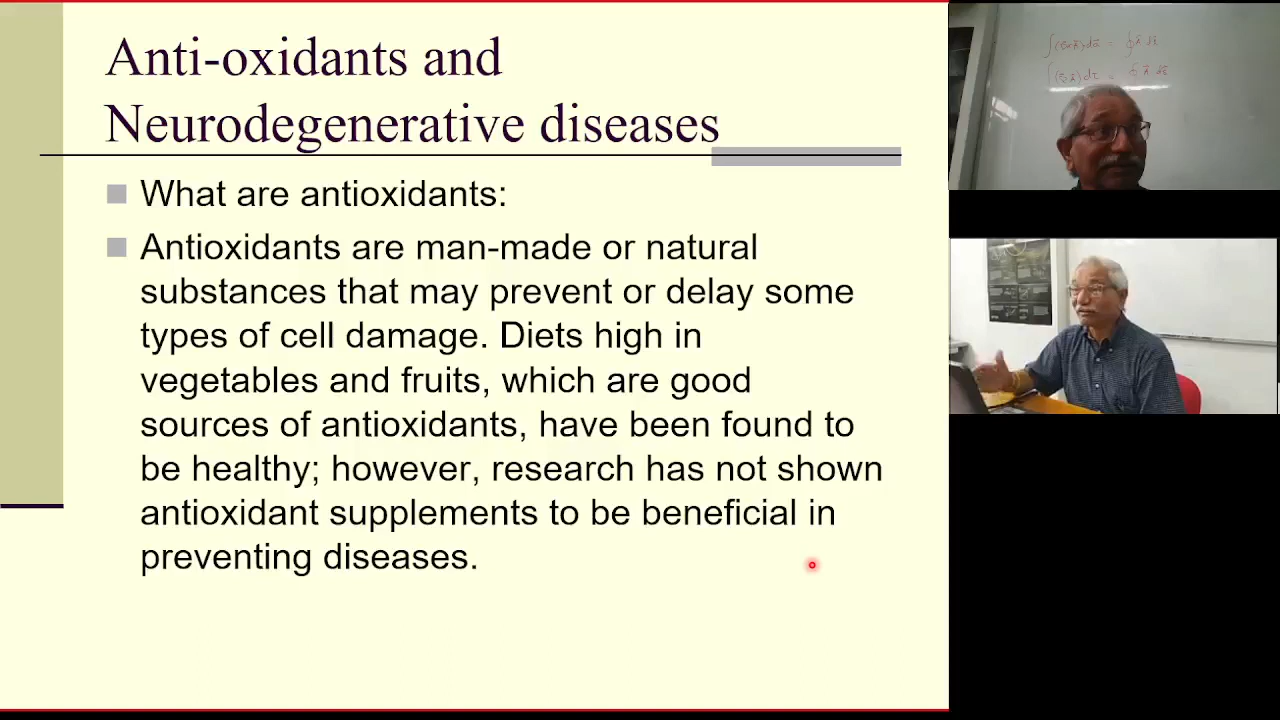 Anti-oxidants and
Neurodegenerative diseases
What are antioxidants:
Antioxidants are man-made or natural
substances that may prevent or delay some
types of cell damage. Diets high in
vegetables and fruits, which are good
sources of antioxidants, have been found to
be healthy; however, research has not shown
antioxidant supplements to be beneficial in
preventing diseases.